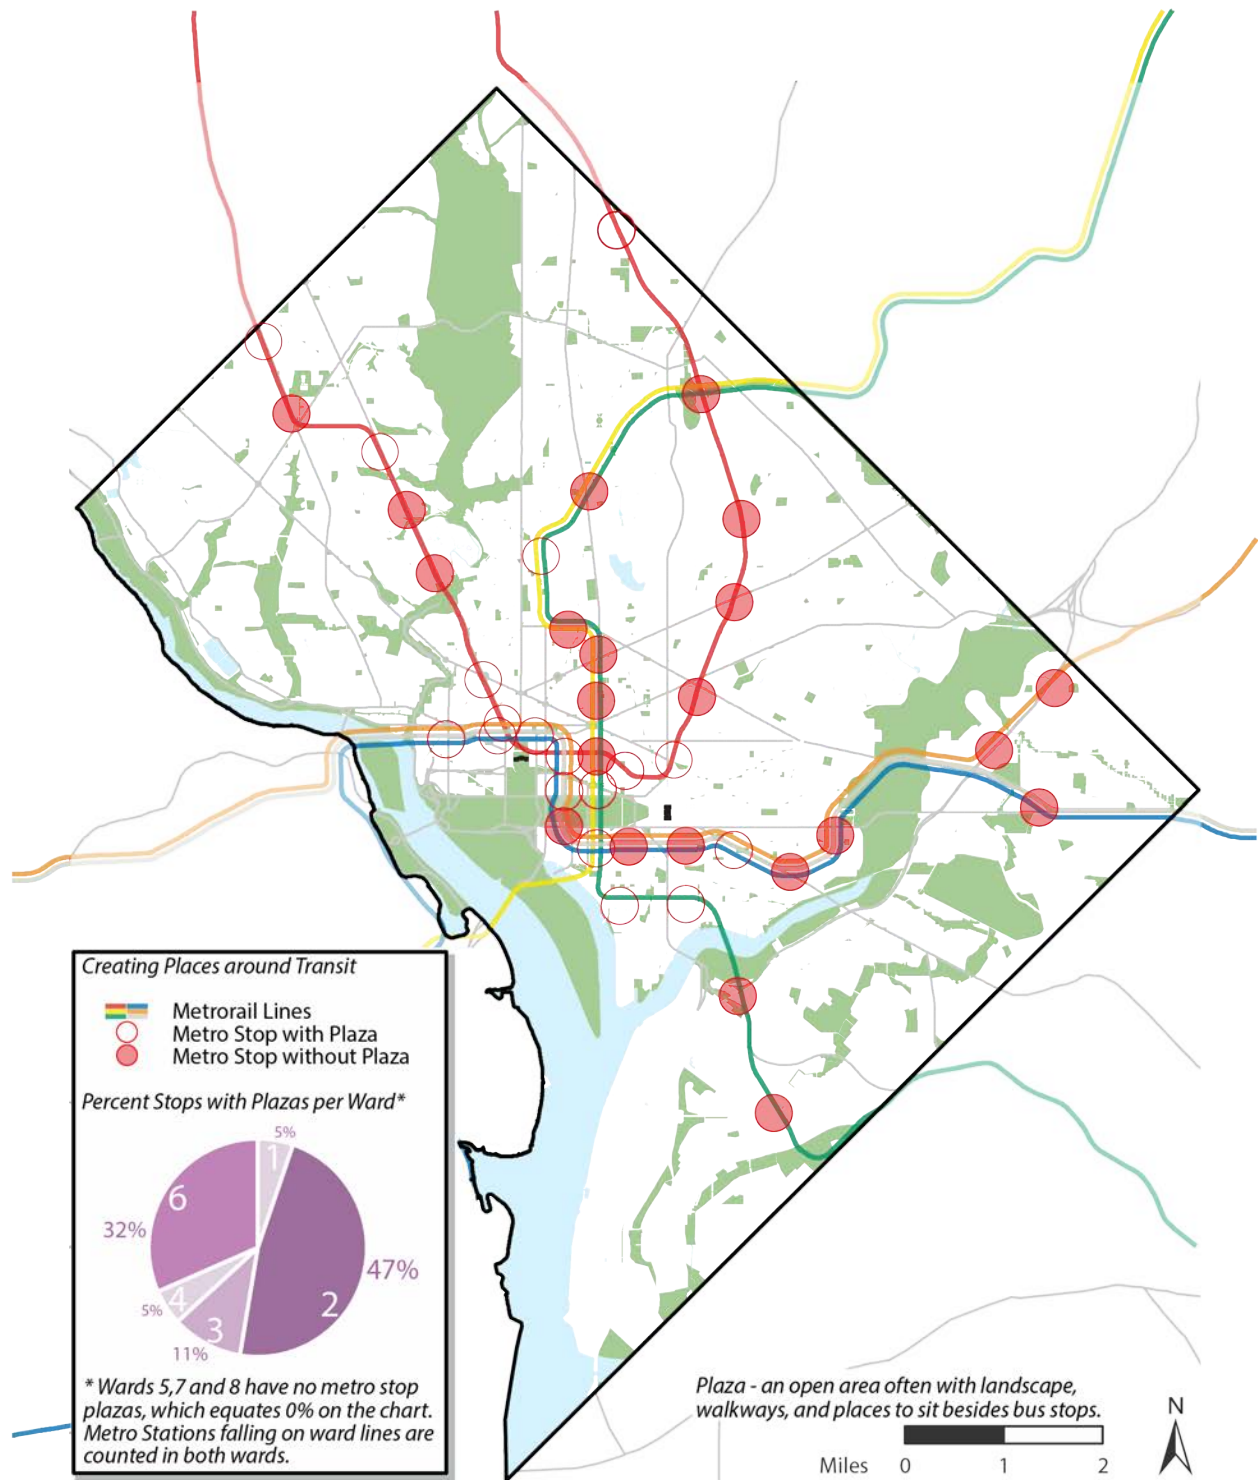 Creating Places around Transit
Metrorail Lines
Metro Stop with Plaza
Metro Stop without Plaza
Percent Stops with Plazas per Ward*
5%
1
6
32%
47%
2
4
5%
3
11%
* Wards 5,7 and 8 have no metro stop
plazas, which equates 0% on the chart.
Metro Stations falling on ward lines are
counted in both wards.
Plaza - an open area often with landscape,
walkways, and places to sit besides bus stops.
N
Miles 0 1 2